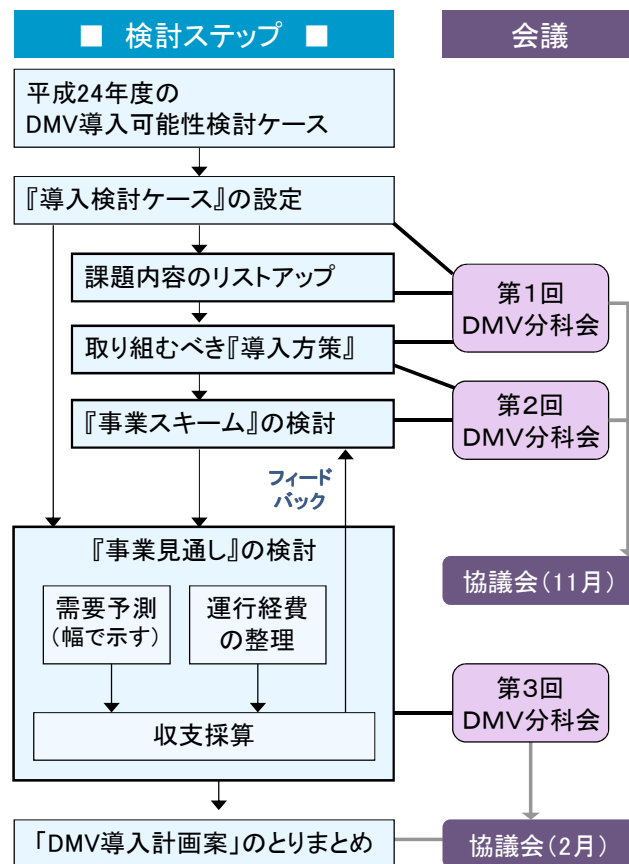 ■ 検討ステップ ■
会議
平成24年度の
DMV導入可能性検討ケース
『導入検討ケース』の設定
課題内容のリストアップ
第1回
DMV分科会
取り組むべき『導入方策』
『事業スキーム』の検討
第2回
DMV分科会
フィード
バック
『事業見通し』の検討
協議会(11月)
需要予測
(幅で示す)
運行経費
の整理
収支採算
第3回
DMV分科会
「DMV導入計画案」のとりまとめ
協議会(2月)